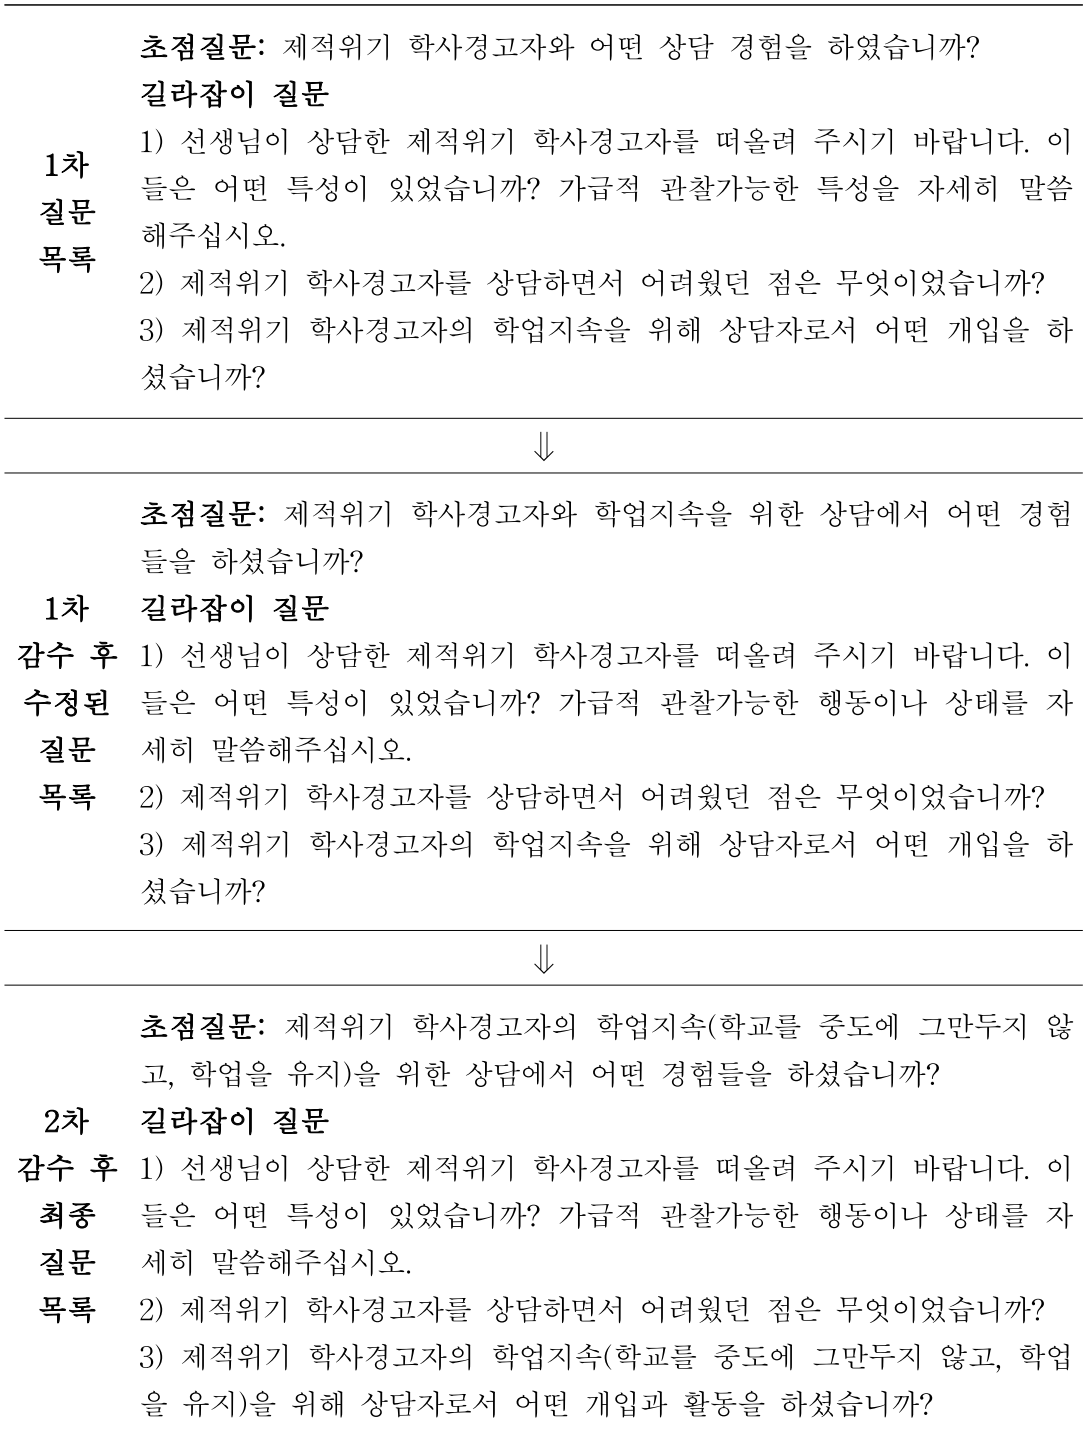 초점질문: 제적위기 학사경고자와 어떤 상담 경험을 하였습니까?
길라잡이 질문
1차
질문
목록
1) 선생님이 상담한 제적위기 학사경고자를 떠올려 주시기 바랍니다. 이
들은 어떤 특성이 있었습니까? 가급적 관찰가능한 특성을 자세히 말씀
해주십시오.
2) 제적위기 학사경고자를 상담하면서 어려웠던 점은 무엇이었습니까?
3) 제적위기 학사경고자의 학업지속을 위해 상담자로서 어떤 개입을 하
셨습니까?
⇓
초점질문: 제적위기 학사경고자와 학업지속을 위한 상담에서 어떤 경험
들을 하셨습니까?
1차
감수 후
수정된
질문
목록
길라잡이 질문
1) 선생님이 상담한 제적위기 학사경고자를 떠올려 주시기 바랍니다. 이
들은 어떤 특성이 있었습니까? 가급적 관찰가능한 행동이나 상태를 자
세히 말씀해주십시오.
2) 제적위기 학사경고자를 상담하면서 어려웠던 점은 무엇이었습니까?
3) 제적위기 학사경고자의 학업지속을 위해 상담자로서 어떤 개입을 하
셨습니까?
⇓
초점질문: 제적위기 학사경고자의 학업지속(학교를 중도에 그만두지 않
고, 학업을 유지)을 위한 상담에서 어떤 경험들을 하셨습니까?
2차
감수 후
최종
질문
목록
길라잡이 질문
1) 선생님이 상담한 제적위기 학사경고자를 떠올려 주시기 바랍니다. 이
들은 어떤 특성이 있었습니까? 가급적 관찰가능한 행동이나 상태를 자
세히 말씀해주십시오.
2) 제적위기 학사경고자를 상담하면서 어려웠던 점은 무엇이었습니까?
3) 제적위기 학사경고자의 학업지속(학교를 중도에 그만두지 않고, 학업
을 유지)을 위해 상담자로서 어떤 개입과 활동을 하셨습니까?